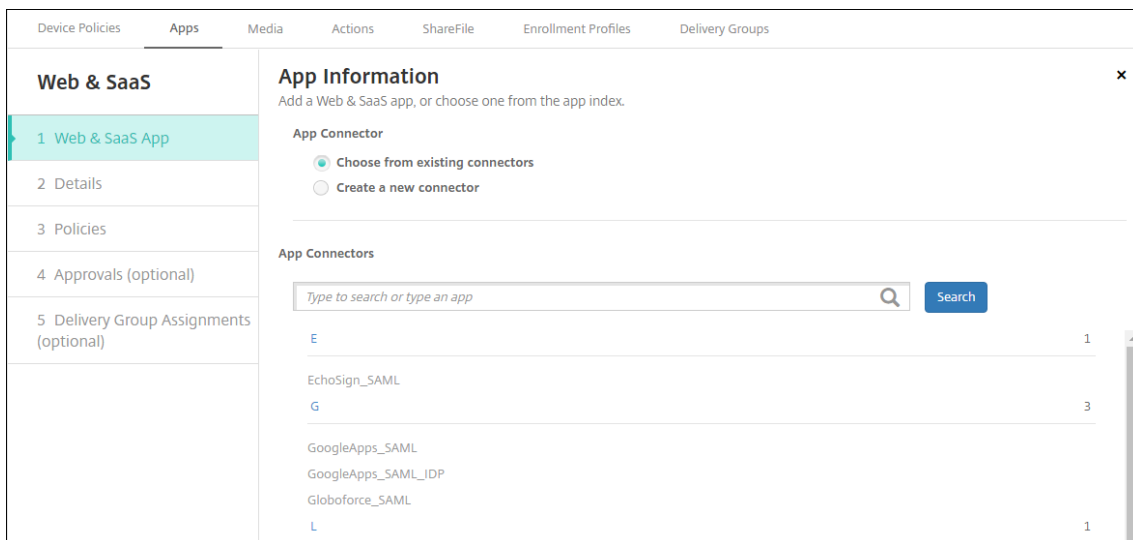 Device Policies Apps Media Actions ShareFile Enrollment Profiles Delivery Groups
Web & SaaS
1 Web & SaaS App
2 Details
3 Policies
4 Approvals (optional)
5 Delivery Group Assignments
(optional)
App Information
Add a Web & SaaS app, or choose one from the app index.
App Connector
Choose from existing connectors
Create a new connector
App Connectors
Type to search or type an app
Search
E 1
EchoSign_SAML
G 3
GoogleApps_SAML
GoogleApps_SAML_IDP
Globoforce_SAML
L 1